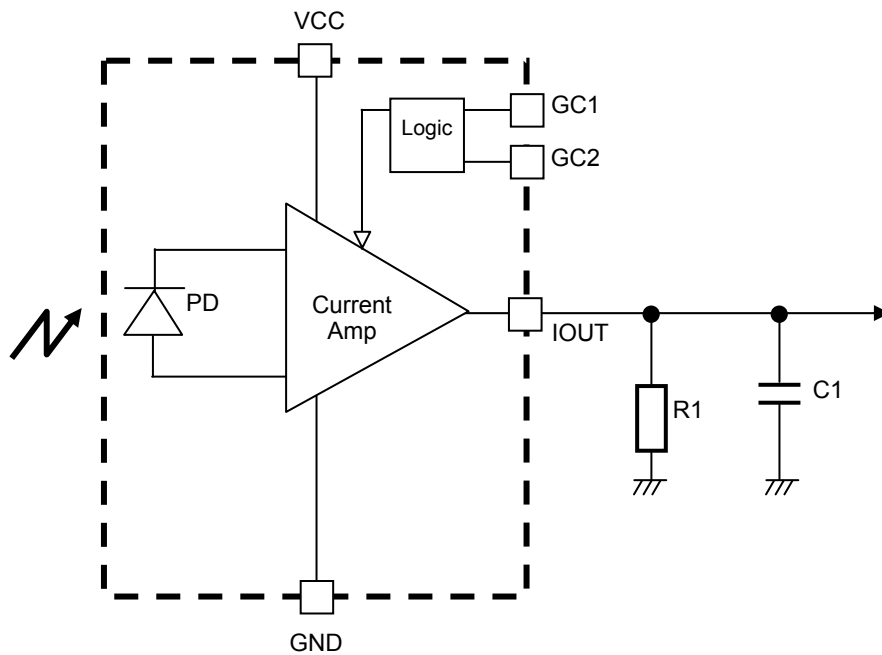 VCC
GC1
Logic
GC2
PD
Current
Amp
IOUT
R1
C1
GND